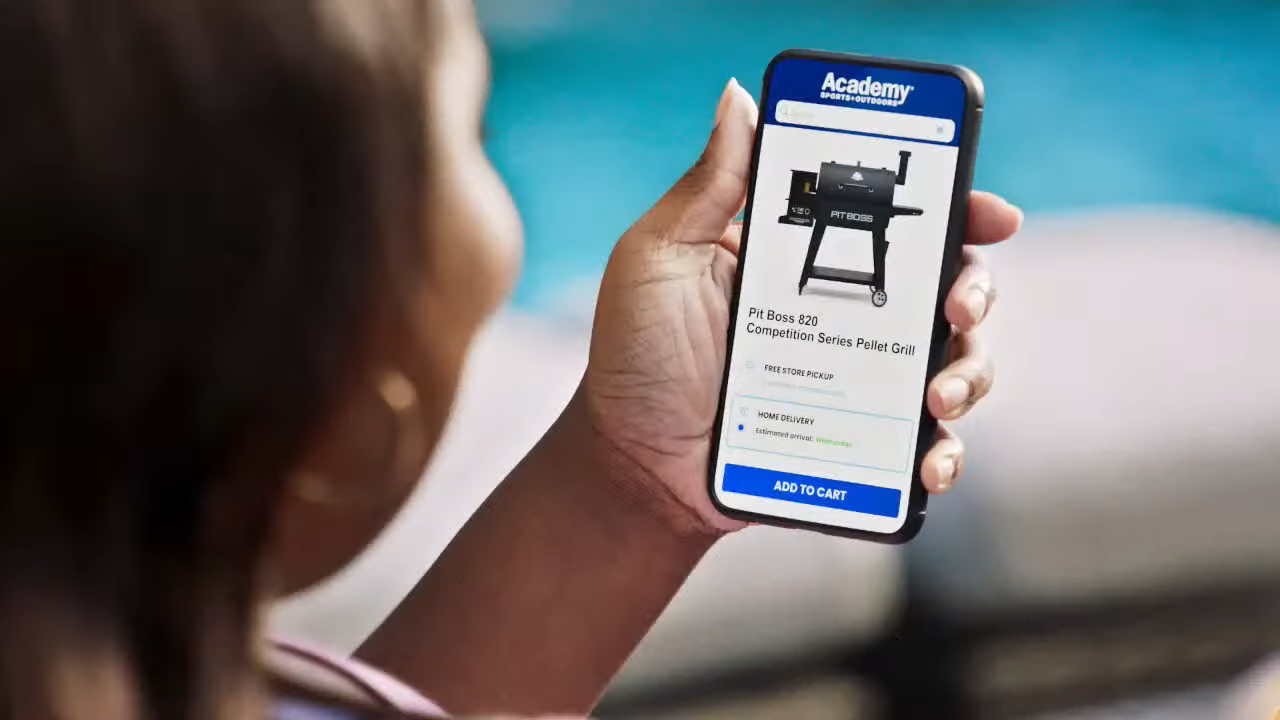 Academy
SPORTS+OUTDOORS
PIT BOSS
Pit Boss 820
Competition Series Pellet Grill
FREE STORE PICKUP
HOME DELIVERY
Estimated arrival:
ADD TO CART